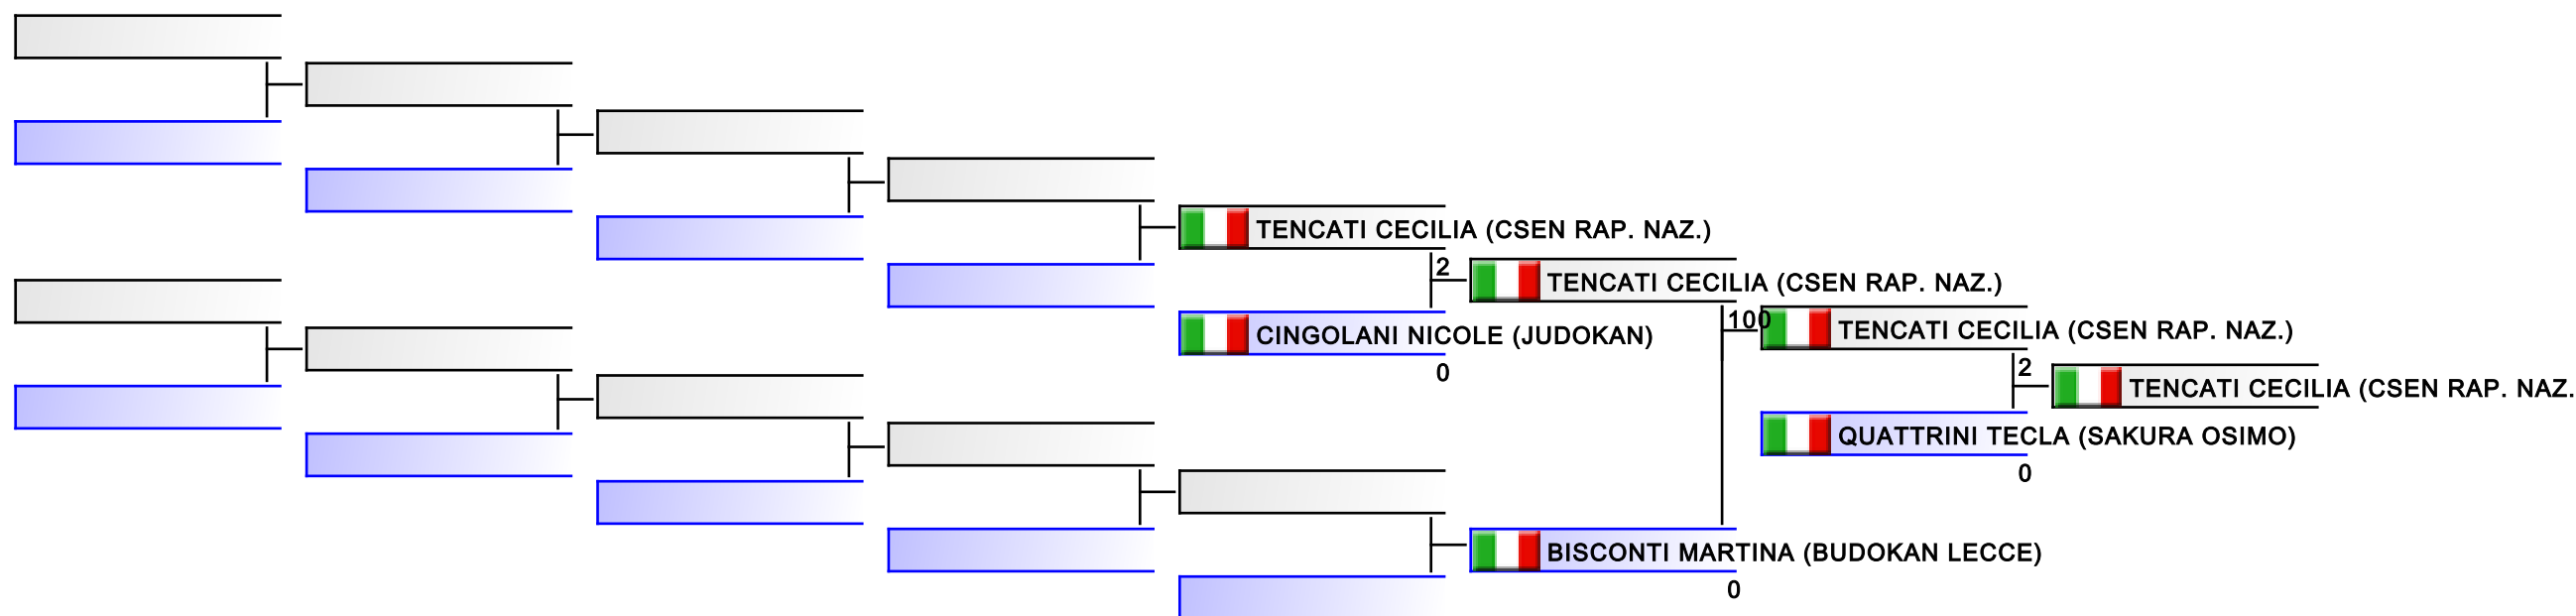 TENCATI CECILIA (CSEN RAP. NAZ.)
2
TENCATI CECILIA (CSEN RAP. NAZ.)
CINGOLANI NICOLE (JUDOKAN)
0
100
TENCATI CECILIA (CSEN RAP. NAZ.)
2
TENCATI CECILIA (CSEN RAP. NAZ.
QUATTRINI TECLA (SAKURA OSIMO)
0
BISCONTI MARTINA (BUDOKAN LECCE)
0